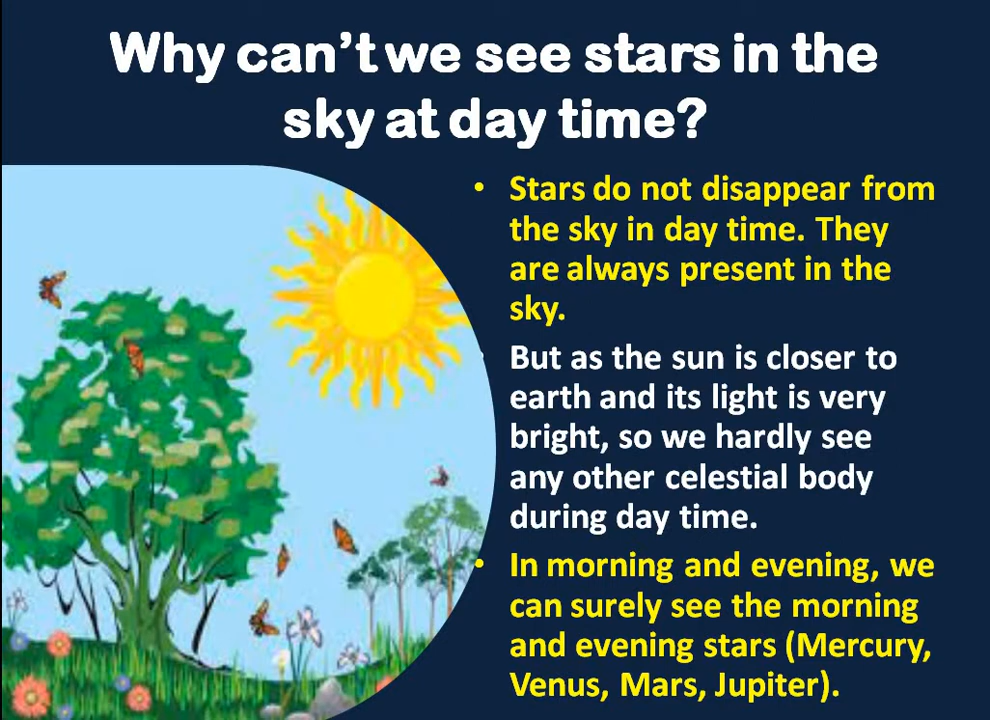 Why can't we see stars in the
sky at day time?
• Stars do not disappear from
the sky in day time. They
are always present in the
sky.
• But as the sun is closer to
earth and its light is very
bright, so we hardly see
any other celestial body
during day time.
• In morning and evening, we
can surely see the morning
and evening stars (Mercury,
Venus, Mars, Jupiter).